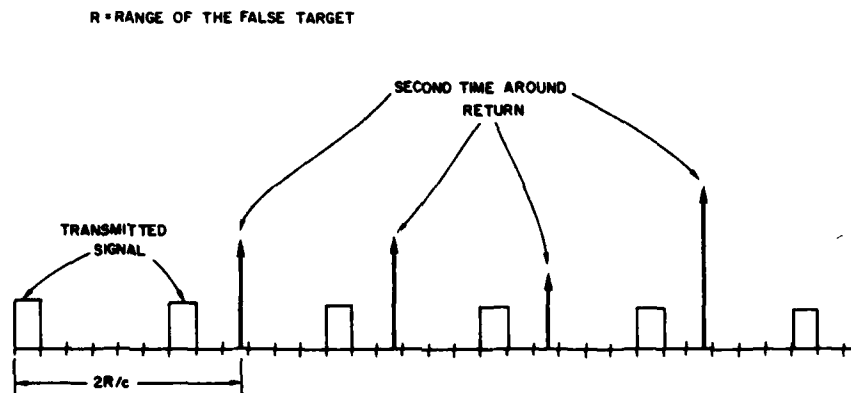 R = RANGE OF THE FALSE TARGET
SECOND TIME AROUND
RETURN
TRANSMITTED
SIGNAL
2R/c